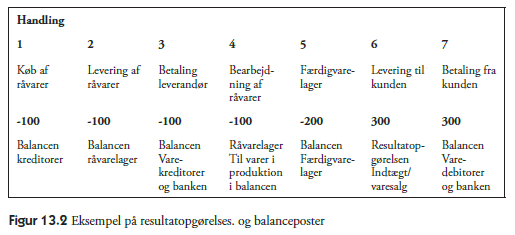 Handling
1 2 3 4 5 6 7
Køb af Levering af Betaling Bearbejd- Færdigvare- Levering til Betaling fra
råvarer råvarer leverandør ning af lager kunden kunden
råvarer
-100 -100 -100 -100 -200 300 300
Balancen Balancen Balancen Råvarelager Balancen Resultatop- Balancen
kreditorer råvarelager Vare- Til varer i Færdigvare- gørelsen Vare-
kreditorer produktion lager Indtægt/ debitorer
og banken i balancen varesalg og banken
Figur 13.2 Eksempel på resultatopgørelses. og balanceposter